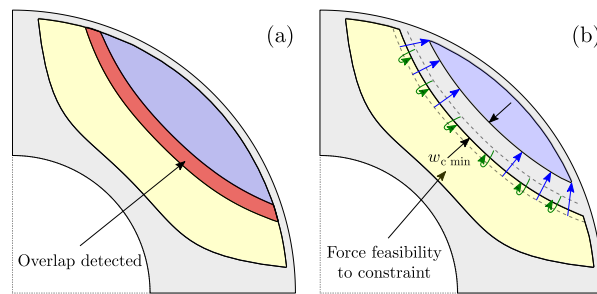 (a)
Overlap detected
(b)
w_c min
Force feasibility
to constraint